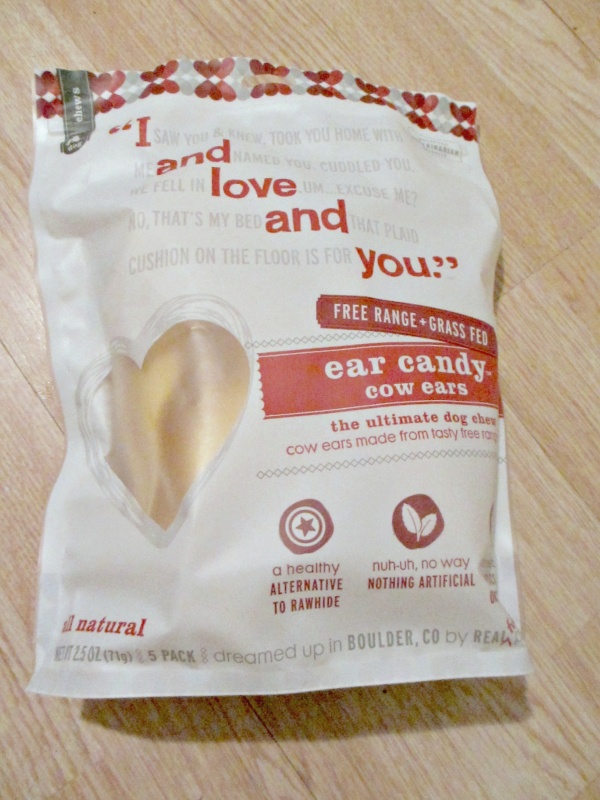 chews
"I SAW YOU & KNEW, TOOK YOU HOME WITH
ME and NAMED YOU. CUDDLED YOU.
WE FELL IN love...UM...EXCUSE ME?
NO, THAT'S MY BED and THAT PLAID
CUSHION ON THE FLOOR IS FOR you."
FREE RANGE + GRASS FED
ear candy
cow ears
the ultimate dog chew
cow ears made from tasty free
a healthy
ALTERNATIVE
TO RAWHIDE
nuh-uh, no way
NOTHING ARTIFICIAL
all natural
NET WT 2.5 OZ (71g) 5 PACK dreamed up in BOULDER, CO by REAL